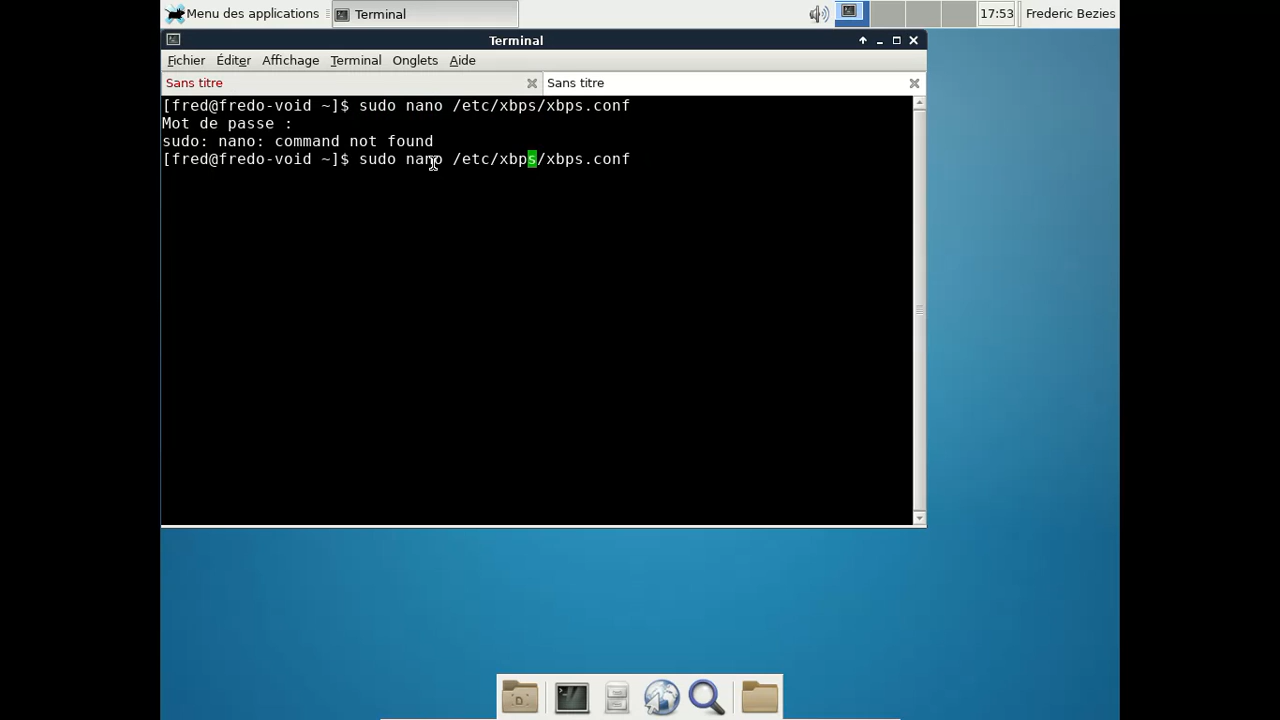 Menu des applications
Terminal
17:53
Frederic Bezies
Terminal
Fichier Éditer Affichage Terminal Onglets Aide
Sans titre
Sans titre
[fred@fredo-void ~]$ sudo nano /etc/xbps/xbps.conf
Mot de passe :
sudo: nano: command not found
[fred@fredo-void ~]$ sudo nano /etc/xbps/xbps.conf
D